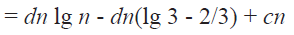 = dn lg n - dn(lg 3 - 2/3) + cn